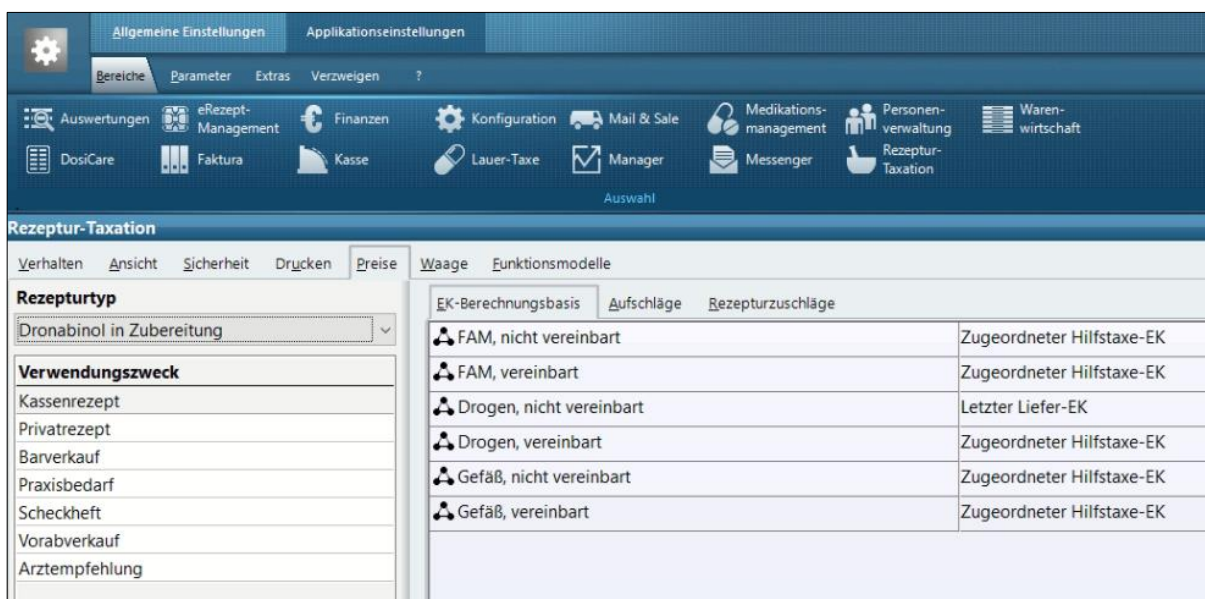 Allgemeine Einstellungen Applikationseinstellungen
Bereiche Parameter Extras Verzweigen ?
Auswertungen eRezept-Management Finanzen Konfiguration Mail & Sale Medikations-management Personen-verwaltung Waren-wirtschaft
DosiCare Faktura Kasse Lauer-Taxe Manager Messenger Rezeptur-Taxation
Auswahl
Rezeptur-Taxation
Verhalten Ansicht Sicherheit Drucken Preise Waage Funktionsmodelle
Rezepturtyp
Dronabinol in Zubereitung
Verwendungszweck
Kassenrezept
Privatrezept
Barverkauf
Praxisbedarf
Scheckheft
Vorabverkauf
Arztempfehlung
EK-Berechnungsbasis Aufschläge Rezepturzuschläge
FAM, nicht vereinbart Zugeordneter Hilfstaxe-EK
FAM, vereinbart Zugeordneter Hilfstaxe-EK
Drogen, nicht vereinbart Letzter Liefer-EK
Drogen, vereinbart Zugeordneter Hilfstaxe-EK
Gefäß, nicht vereinbart Zugeordneter Hilfstaxe-EK
Gefäß, vereinbart Zugeordneter Hilfstaxe-EK